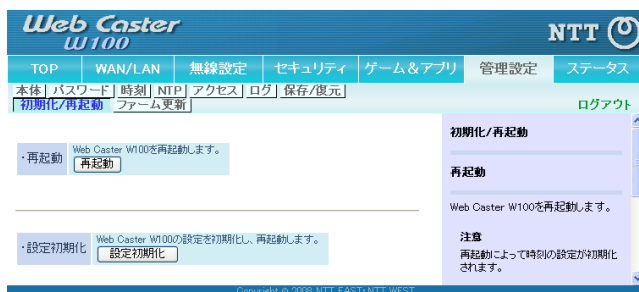 Web Caster
W100
NTT
TOP WAN/LAN 無線設定 セキュリティ ゲーム&アプリ 管理設定 ステータス
本体 パスワード 時刻 NTP アクセス ログ 保存/復元
初期化/再起動 ファーム更新
ログアウト
・再起動
Web Caster W100を再起動します。
再起動
・設定初期化
Web Caster W100の設定を初期化し、再起動します。
設定初期化
初期化/再起動
再起動
Web Caster W100を再起動します。
注意
再起動によって時刻の設定が初期化
されます。
Copyright © 2008 NTT EAST・NTT WEST